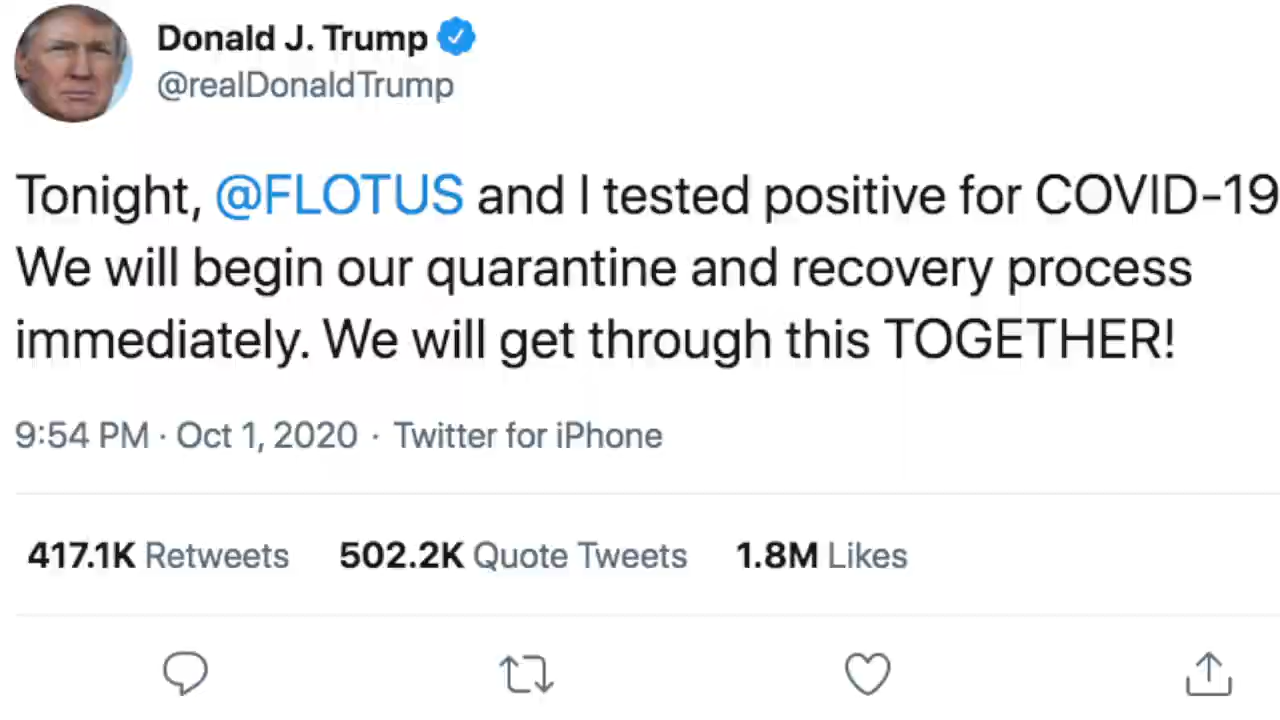 Donald J. Trump
@realDonaldTrump
Tonight, @FLOTUS and I tested positive for COVID-19
We will begin our quarantine and recovery process
immediately. We will get through this TOGETHER!
9:54 PM · Oct 1, 2020 · Twitter for iPhone
417.1K Retweets 502.2K Quote Tweets 1.8M Likes